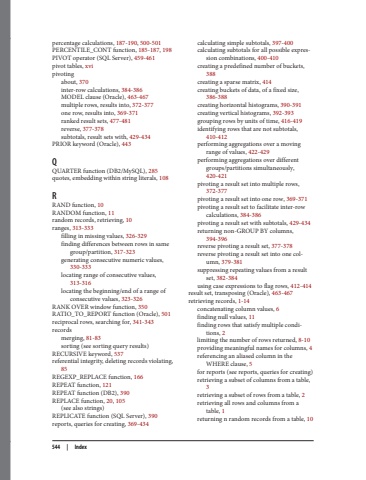 percentage calculations, 187-190, 500-501
PERCENTILE_CONT function, 185-187, 198
PIVOT operator (SQL Server), 459-461
pivot tables, xvi
pivoting
about, 370
inter-row calculations, 384-386
MODEL clause (Oracle), 463-467
multiple rows, results into, 372-377
one row, results into, 369-371
ranked result sets, 477-481
reverse, 377-378
subtotals, result sets with, 429-434
PRIOR keyword (Oracle), 443
Q
QUARTER function (DB2/MySQL), 285
quotes, embedding within string literals, 108
R
RAND function, 10
RANDOM function, 11
random records, retrieving, 10
ranges, 313-333
filling in missing values, 326-329
finding differences between rows in same
group/partition, 317-323
generating consecutive numeric values,
330-333
locating range of consecutive values,
313-316
locating the beginning/end of a range of
consecutive values, 323-326
RANK OVER window function, 350
RATIO_TO_REPORT function (Oracle), 501
reciprocal rows, searching for, 341-343
records
merging, 81-83
sorting (see sorting query results)
RECURSIVE keyword, 537
referential integrity, deleting records violating,
85
REGEXP_REPLACE function, 166
REPEAT function, 121
REPEAT function (DB2), 390
REPLACE function, 20, 105
(see also strings)
REPLICATE function (SQL Server), 390
reports, queries for creating, 369-434
calculating simple subtotals, 397-400
calculating subtotals for all possible expres-
sion combinations, 400-410
creating a predefined number of buckets,
388
creating a sparse matrix, 414
creating buckets of data, of a fixed size,
386-388
creating horizontal histograms, 390-391
creating vertical histograms, 392-393
grouping rows by units of time, 416-419
identifying rows that are not subtotals,
410-412
performing aggregations over a moving
range of values, 422-429
performing aggregations over different
groups/partitions simultaneously,
420-421
pivoting a result set into multiple rows,
372-377
pivoting a result set into one row, 369-371
pivoting a result set to facilitate inter-row
calculations, 384-386
pivoting a result set with subtotals, 429-434
returning non-GROUP BY columns,
394-396
reverse pivoting a result set, 377-378
reverse pivoting a result set into one col-
umn, 379-381
suppressing repeating values from a result
set, 382-384
using case expressions to flag rows, 412-414
result set, transposing (Oracle), 463-467
retrieving records, 1-14
concatenating column values, 6
finding null values, 11
finding rows that satisfy multiple condi-
tions, 2
limiting the number of rows returned, 8-10
providing meaningful names for columns, 4
referencing an aliased column in the
WHERE clause, 5
for reports (see reports, queries for creating)
retrieving a subset of columns from a table,
3
retrieving a subset of rows from a table, 2
retrieving all rows and columns from a
table, 1
returning n random records from a table, 10
544 | Index